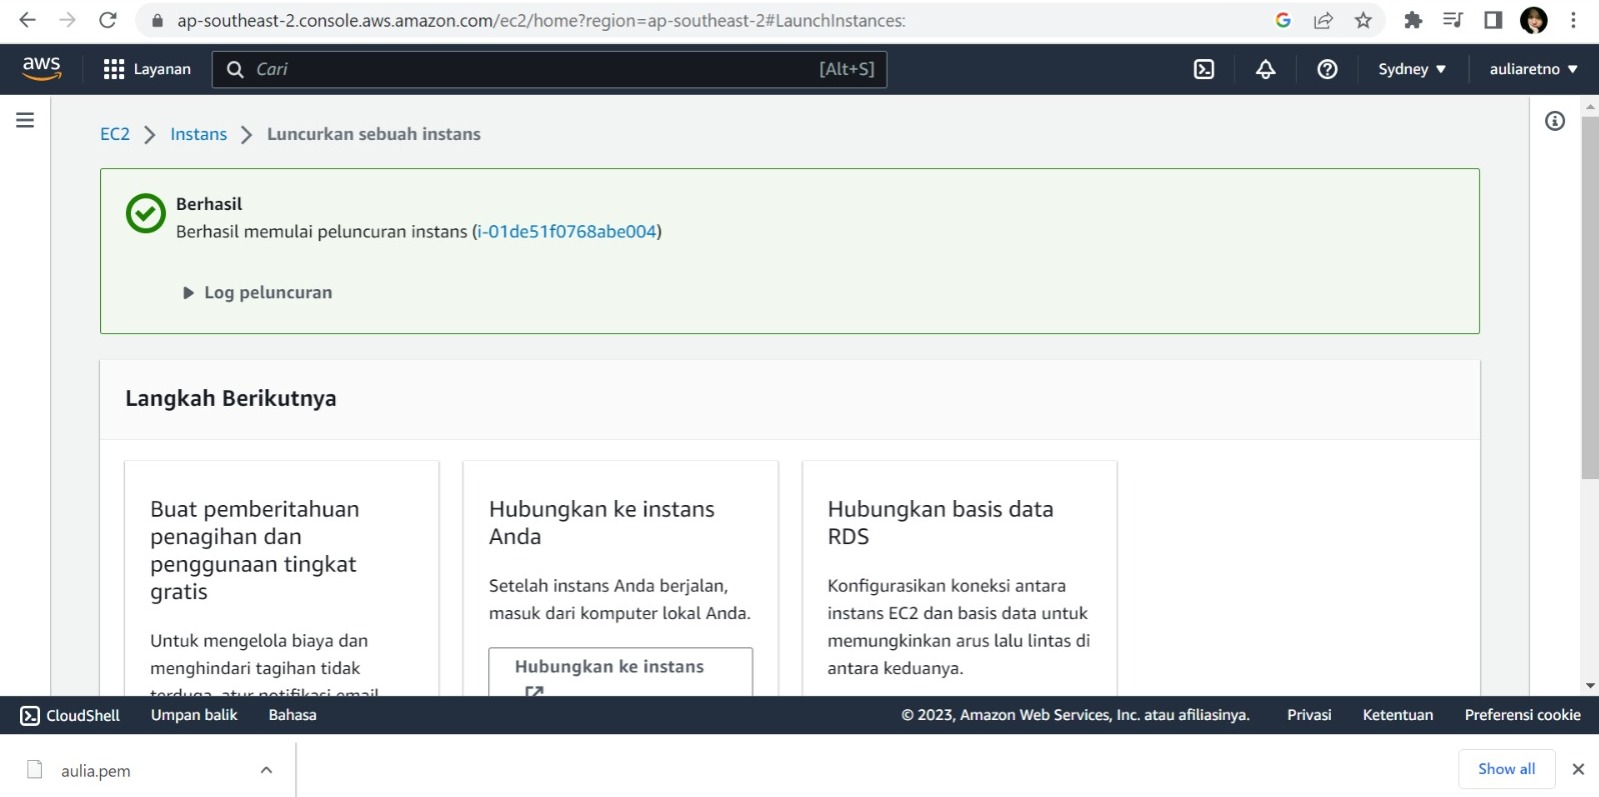 ap-southeast-2.console.aws.amazon.com/ec2/home?region=ap-southeast-2#LaunchInstances:
aws
Layanan
Cari
[Alt+S]
Sydney
auliaretno
EC2 > Instans > Luncurkan sebuah instans
Berhasil
Berhasil memulai peluncuran instans (i-01de51f0768abe004)
Log peluncuran
Langkah Berikutnya
Buat pemberitahuan
penagihan dan
penggunaan tingkat
gratis
Untuk mengelola biaya dan
menghindari tagihan tidak
terduga, atur notifikasi email
Hubungkan ke instans
Anda
Setelah instans Anda berjalan,
masuk dari komputer lokal Anda.
Hubungkan ke instans
Hubungkan basis data
RDS
Konfigurasikan koneksi antara
instans EC2 dan basis data untuk
memungkinkan arus lalu lintas di
antara keduanya.
CloudShell
Umpan balik
Bahasa
© 2023, Amazon Web Services, Inc. atau afiliasinya.
Privasi
Ketentuan
Preferensi cookie
aulia.pem
Show all